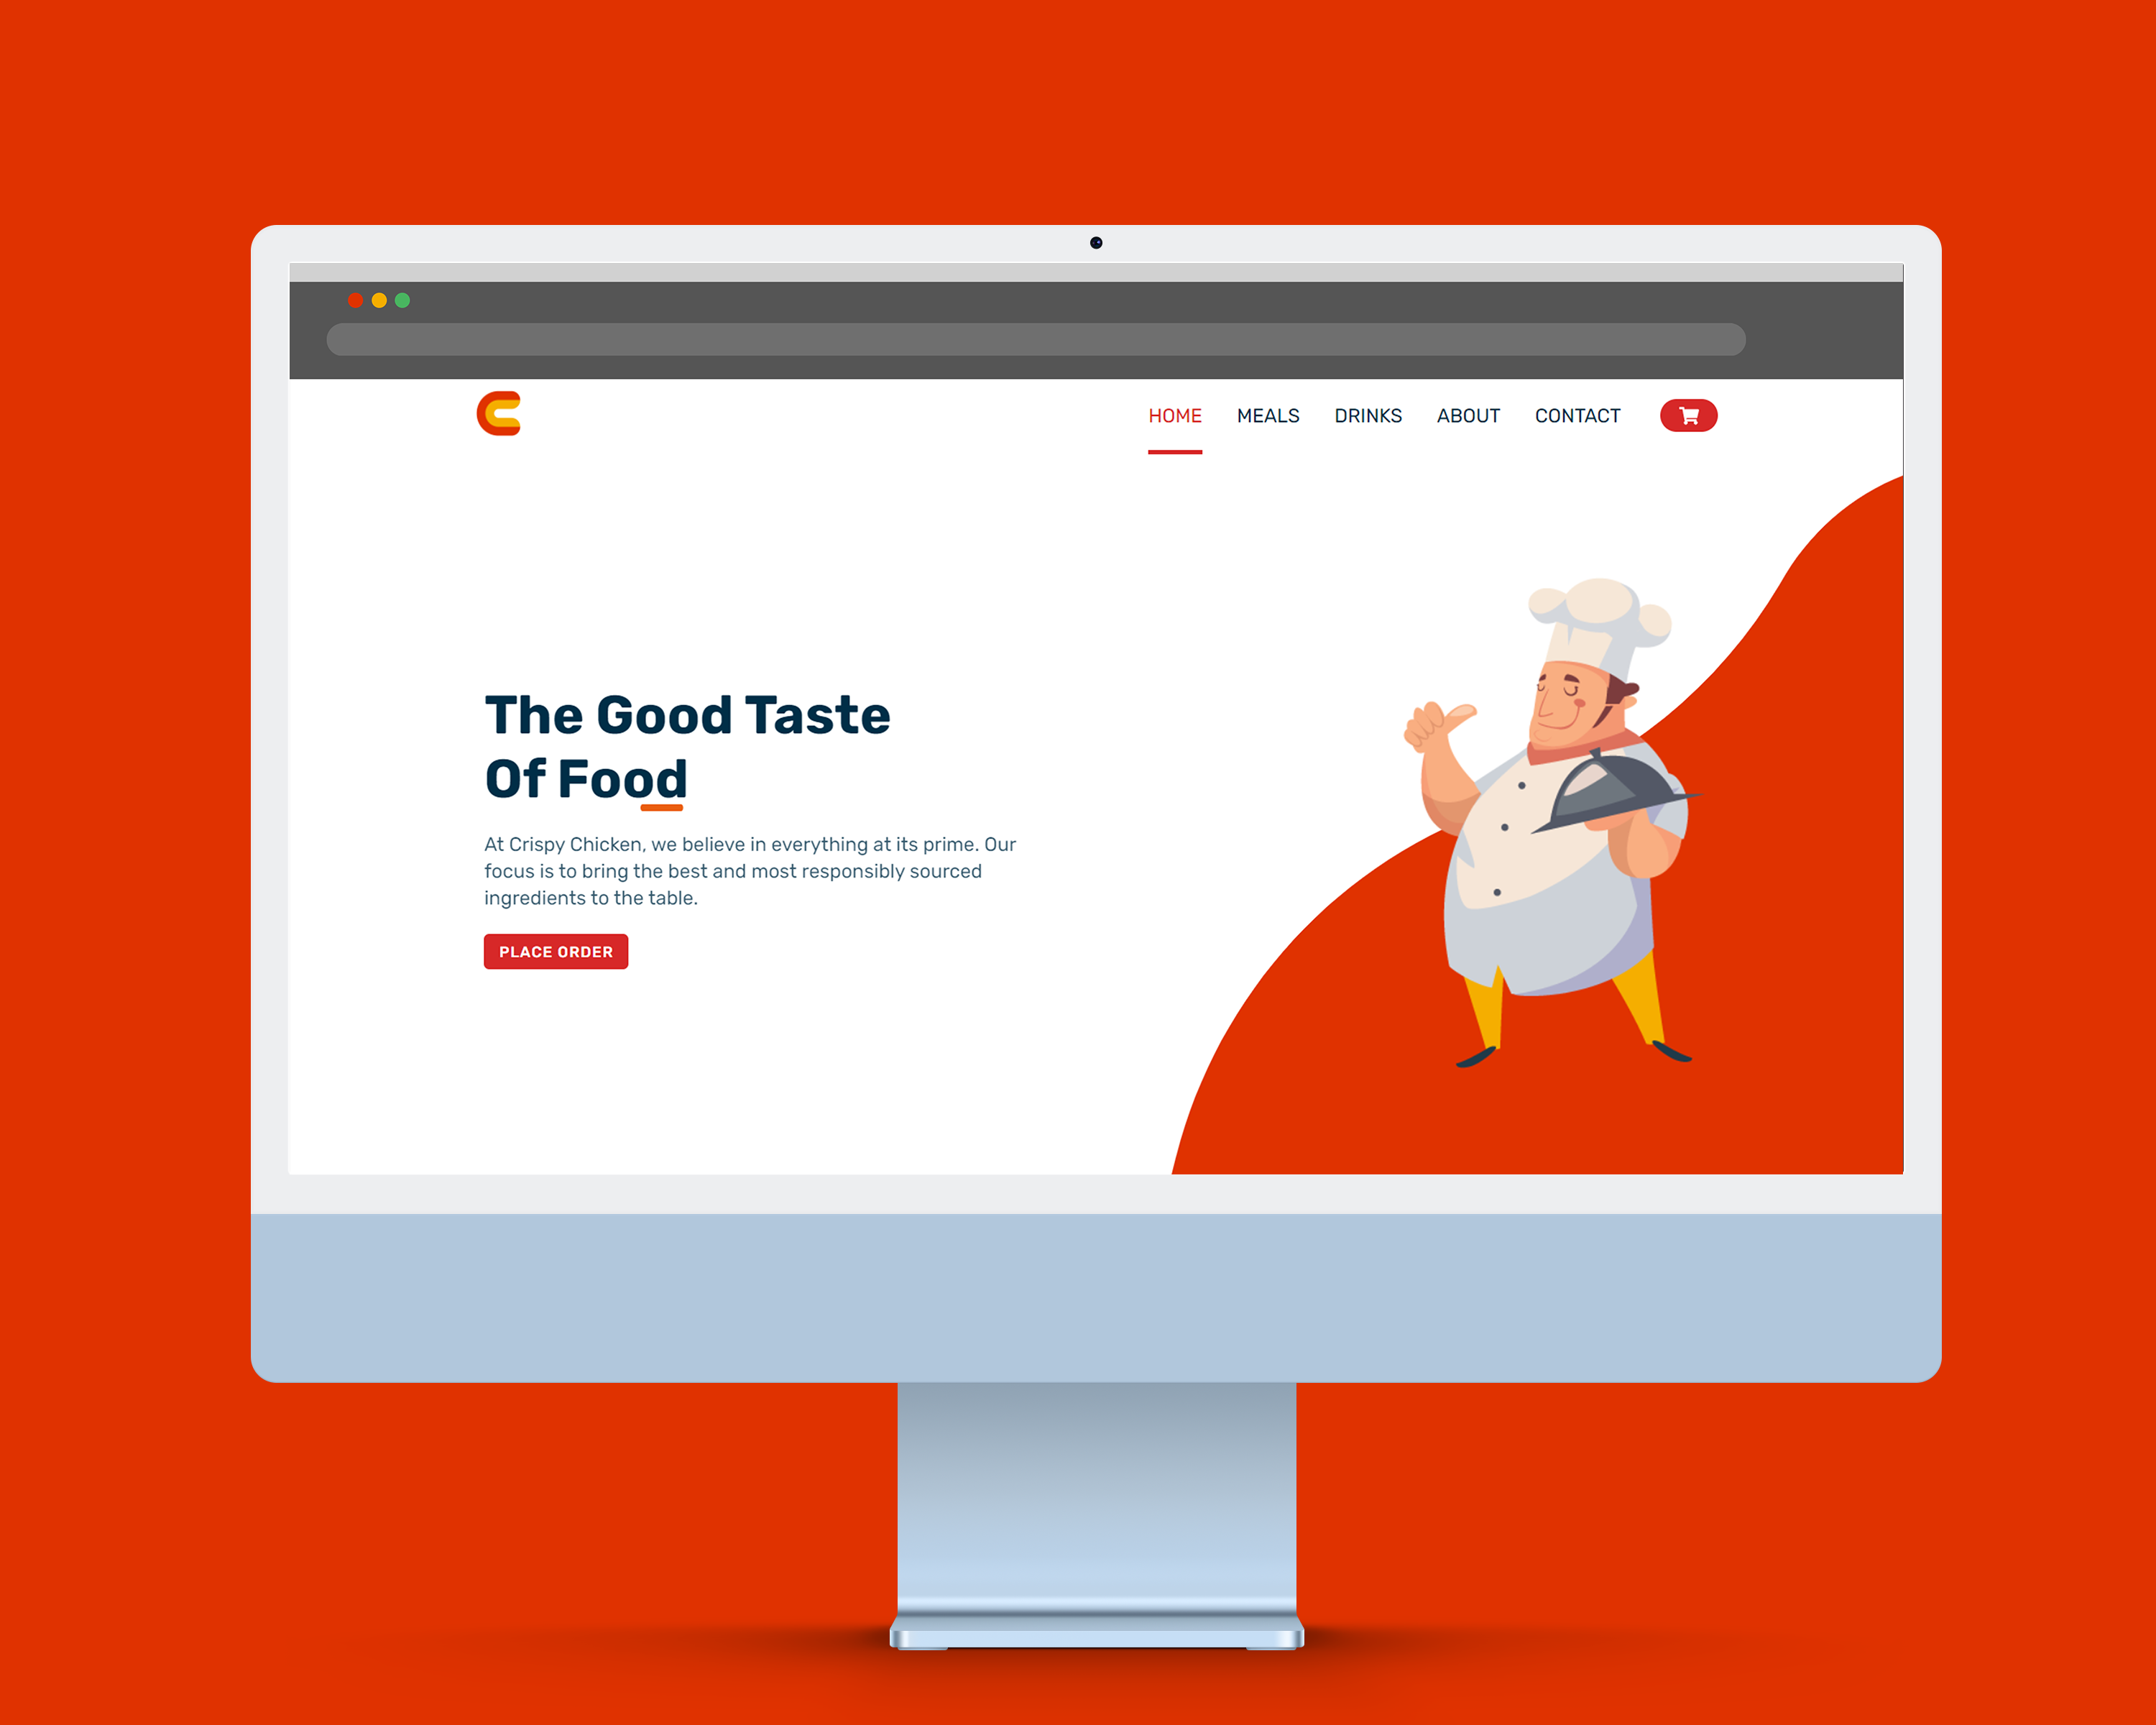 HOME MEALS DRINKS ABOUT CONTACT
The Good Taste
Of Food
At Crispy Chicken, we believe in everything at its prime. Our
focus is to bring the best and most responsibly sourced
ingredients to the table.
PLACE ORDER